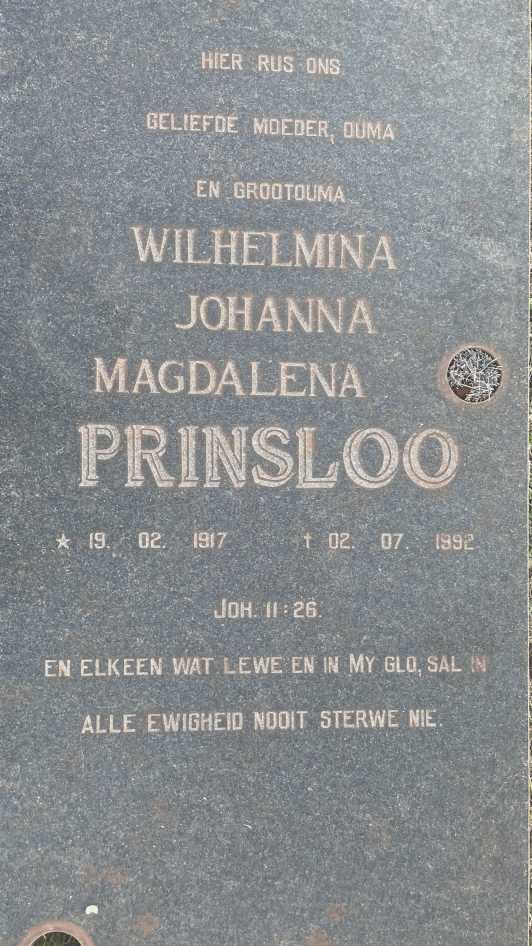 HIER RUS ONS
GELIEFDE MOEDER, OUMA
EN GROOTOUMA
WILHELMINA
JOHANNA
MAGDALENA
PRINSLOO
★ 19. 02. 1917 † 02. 07. 1992
JOH. 11:26.
EN ELKEEN WAT LEWE EN IN MY GLO, SAL IN
ALLE EWIGHEID NOOIT STERWE NIE.